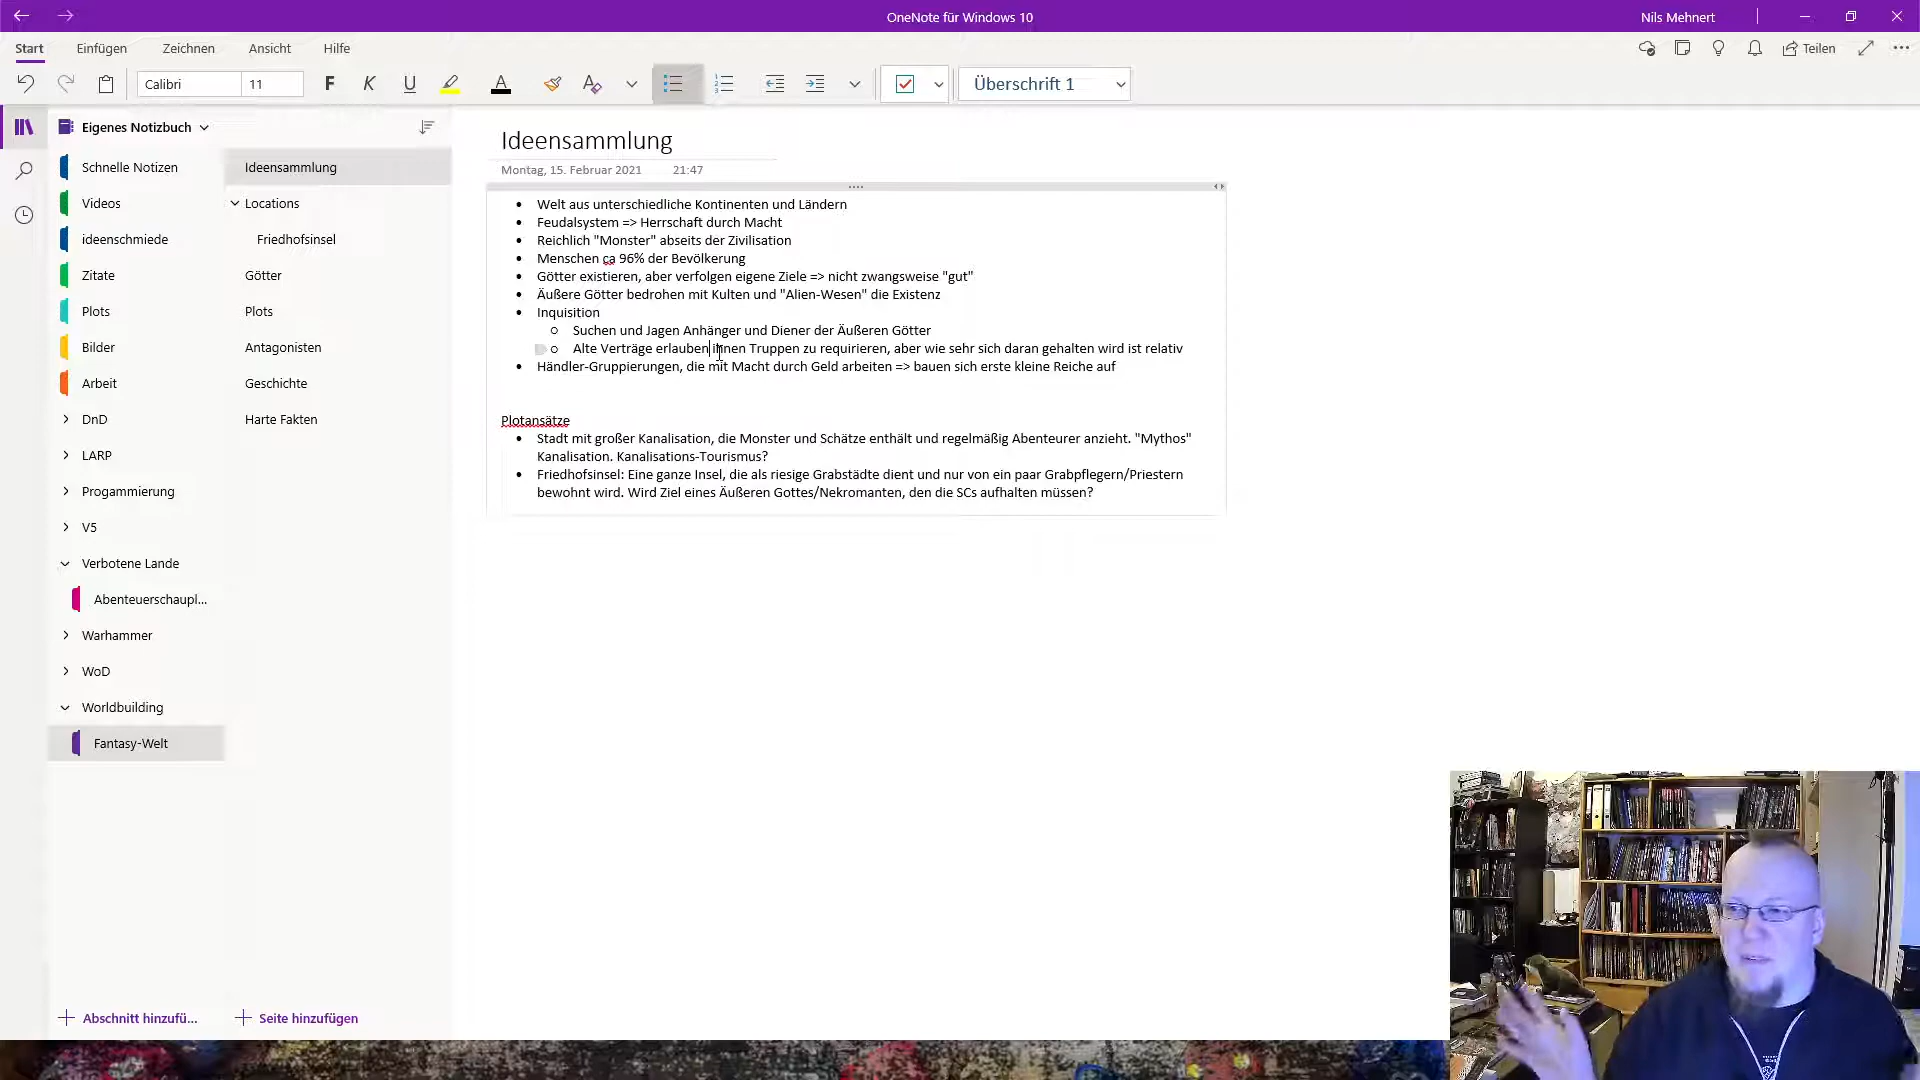 OneNote für Windows 10
Nils Mehnert
Start
Einfügen
Zeichnen
Ansicht
Hilfe
Teilen
Calibri
11
F
K
U
A
A
Überschrift 1
Eigenes Notizbuch
Schnelle Notizen
Videos
ideenschmiede
Zitate
Plots
Bilder
Arbeit
DnD
LARP
Progammierung
V5
Verbotene Lande
Abenteuerschaupl...
Warhammer
WoD
Worldbuilding
Fantasy-Welt
Abschnitt hinzufü...
Ideensammlung
Locations
Friedhofsinsel
Götter
Plots
Antagonisten
Geschichte
Harte Fakten
Seite hinzufügen
Ideensammlung
Montag, 15. Februar 2021 21:47
Welt aus unterschiedliche Kontinenten und Ländern
Feudalsystem => Herrschaft durch Macht
Reichlich "Monster" abseits der Zivilisation
Menschen ca 96% der Bevölkerung
Götter existieren, aber verfolgen eigene Ziele => nicht zwangsweise "gut"
Äußere Götter bedrohen mit Kulten und "Alien-Wesen" die Existenz
Inquisition
Suchen und Jagen Anhänger und Diener der Äußeren Götter
Alte Verträge erlauben ihnen Truppen zu requirieren, aber wie sehr sich daran gehalten wird ist relativ
Händler-Gruppierungen, die mit Macht durch Geld arbeiten => bauen sich erste kleine Reiche auf
Plotansätze
Stadt mit großer Kanalisation, die Monster und Schätze enthält und regelmäßig Abenteurer anzieht. "Mythos"
Kanalisation. Kanalisations-Tourismus?
Friedhofsinsel: Eine ganze Insel, die als riesige Grabstädte dient und nur von ein paar Grabpflegern/Priestern
bewohnt wird. Wird Ziel eines Äußeren Gottes/Nekromanten, den die SCs aufhalten müssen?